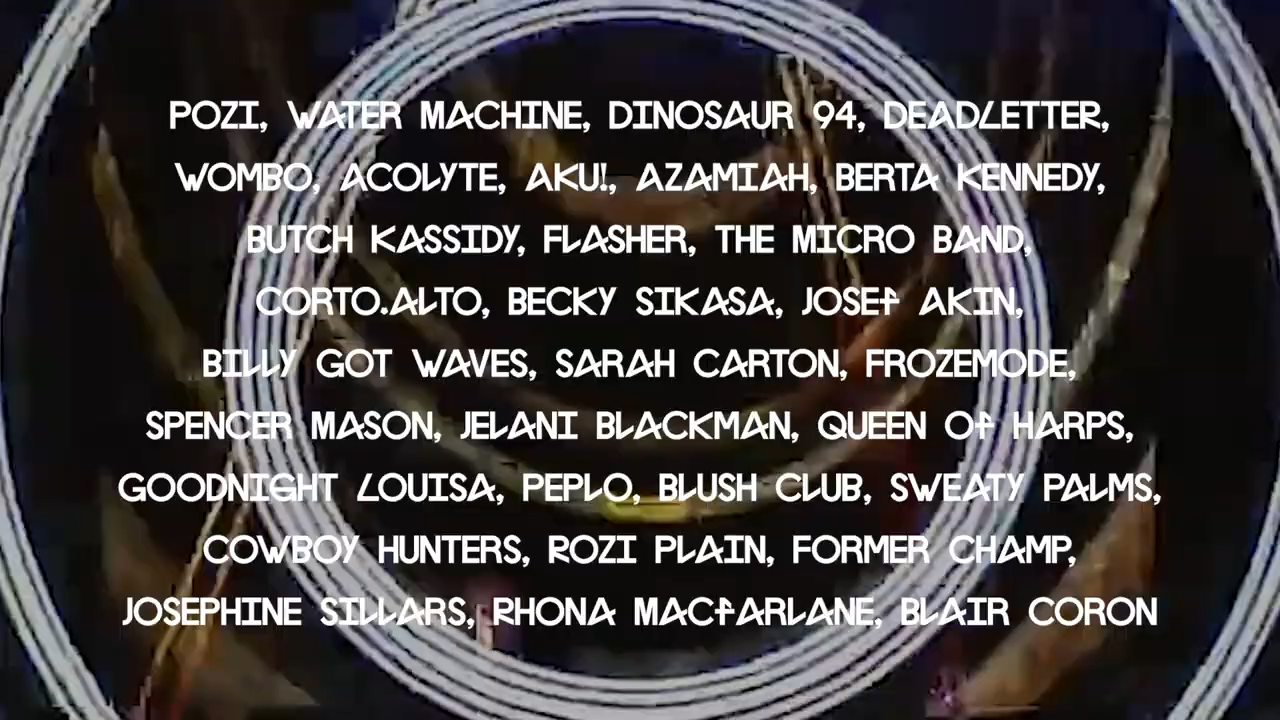 POZI, WATER MACHINE, DINOSAUR 94, DEADLETTER,
WOMBO, ACOLYTE, AKU!, AZAMIAH, BERTA KENNEDY,
BUTCH KASSIDY, FLASHER, THE MICRO BAND,
CORTO.ALTO, BECKY SIKASA, JOSEF AKIN,
BILLY GOT WAVES, SARAH CARTON, FROZEMODE,
SPENCER MASON, JELANI BLACKMAN, QUEEN OF HARPS,
GOODNIGHT LOUISA, PEPLO, BLUSH CLUB, SWEATY PALMS,
COWBOY HUNTERS, ROZI PLAIN, FORMER CHAMP,
JOSEPHINE SILLARS, RHONA MACFARLANE, BLAIR CORON